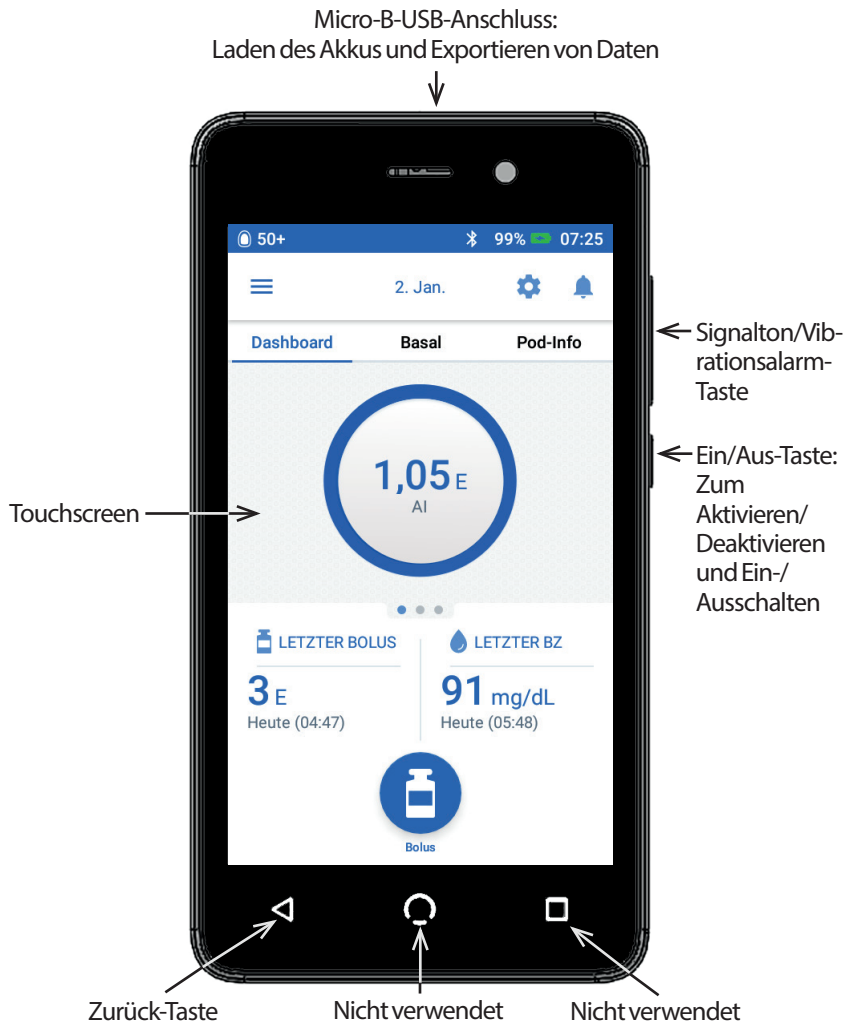 Micro-B-USB-Anschluss:
Laden des Akkus und Exportieren von Daten
50+
99%
07:25
2. Jan.
Dashboard
Basal
Pod-Info
Signalton/Vib-
rationsalarm-
Taste
1,05 E
AI
Ein/Aus-Taste:
Zum
Aktivieren/
Deaktivieren
und Ein-/
Ausschalten
Touchscreen
LETZTER BOLUS
3 E
Heute (04:47)
LETZTER BZ
91 mg/dL
Heute (05:48)
Bolus
Zurück-Taste
Nicht verwendet
Nicht verwendet